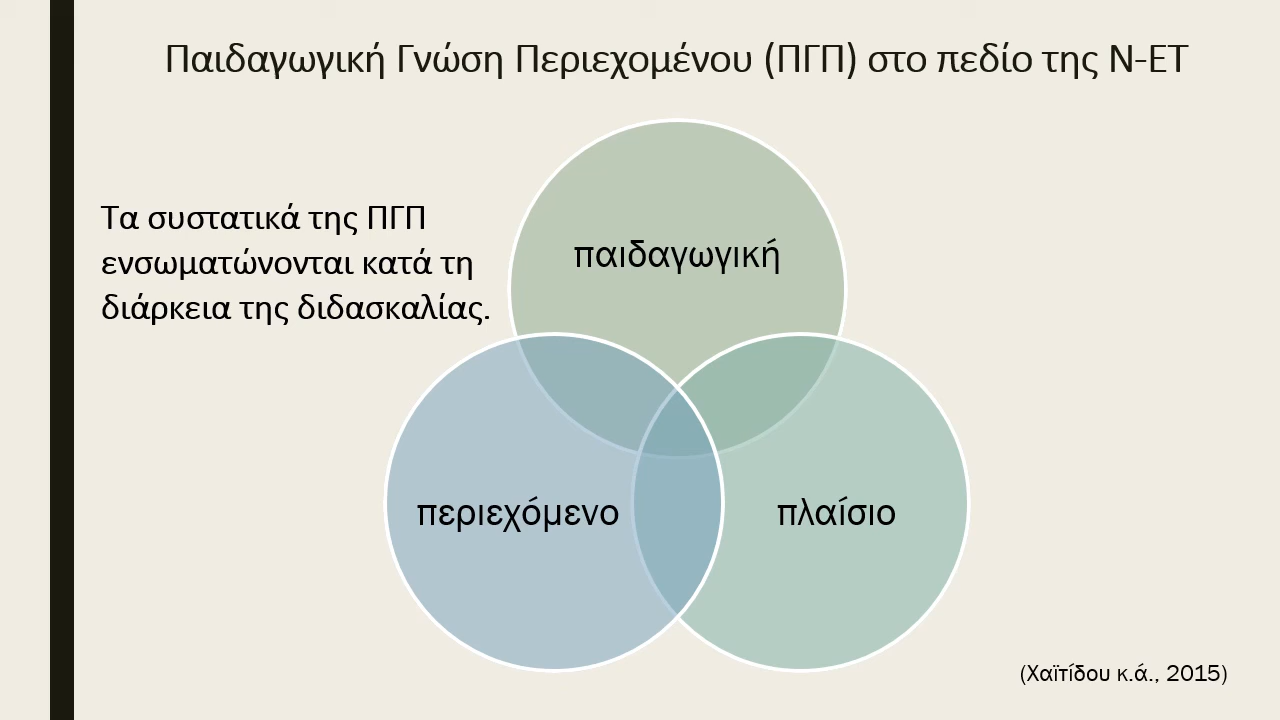 Παιδαγωγική Γνώση Περιεχομένου (ΠΓΠ) στο πεδίο της Ν-ΕΤ
Τα συστατικά της ΠΓΠ
ενσωματώνονται κατά τη
διάρκεια της διδασκαλίας.
παιδαγωγική
περιεχόμενο
πλαίσιο
(Χαϊτίδου κ.ά., 2015)